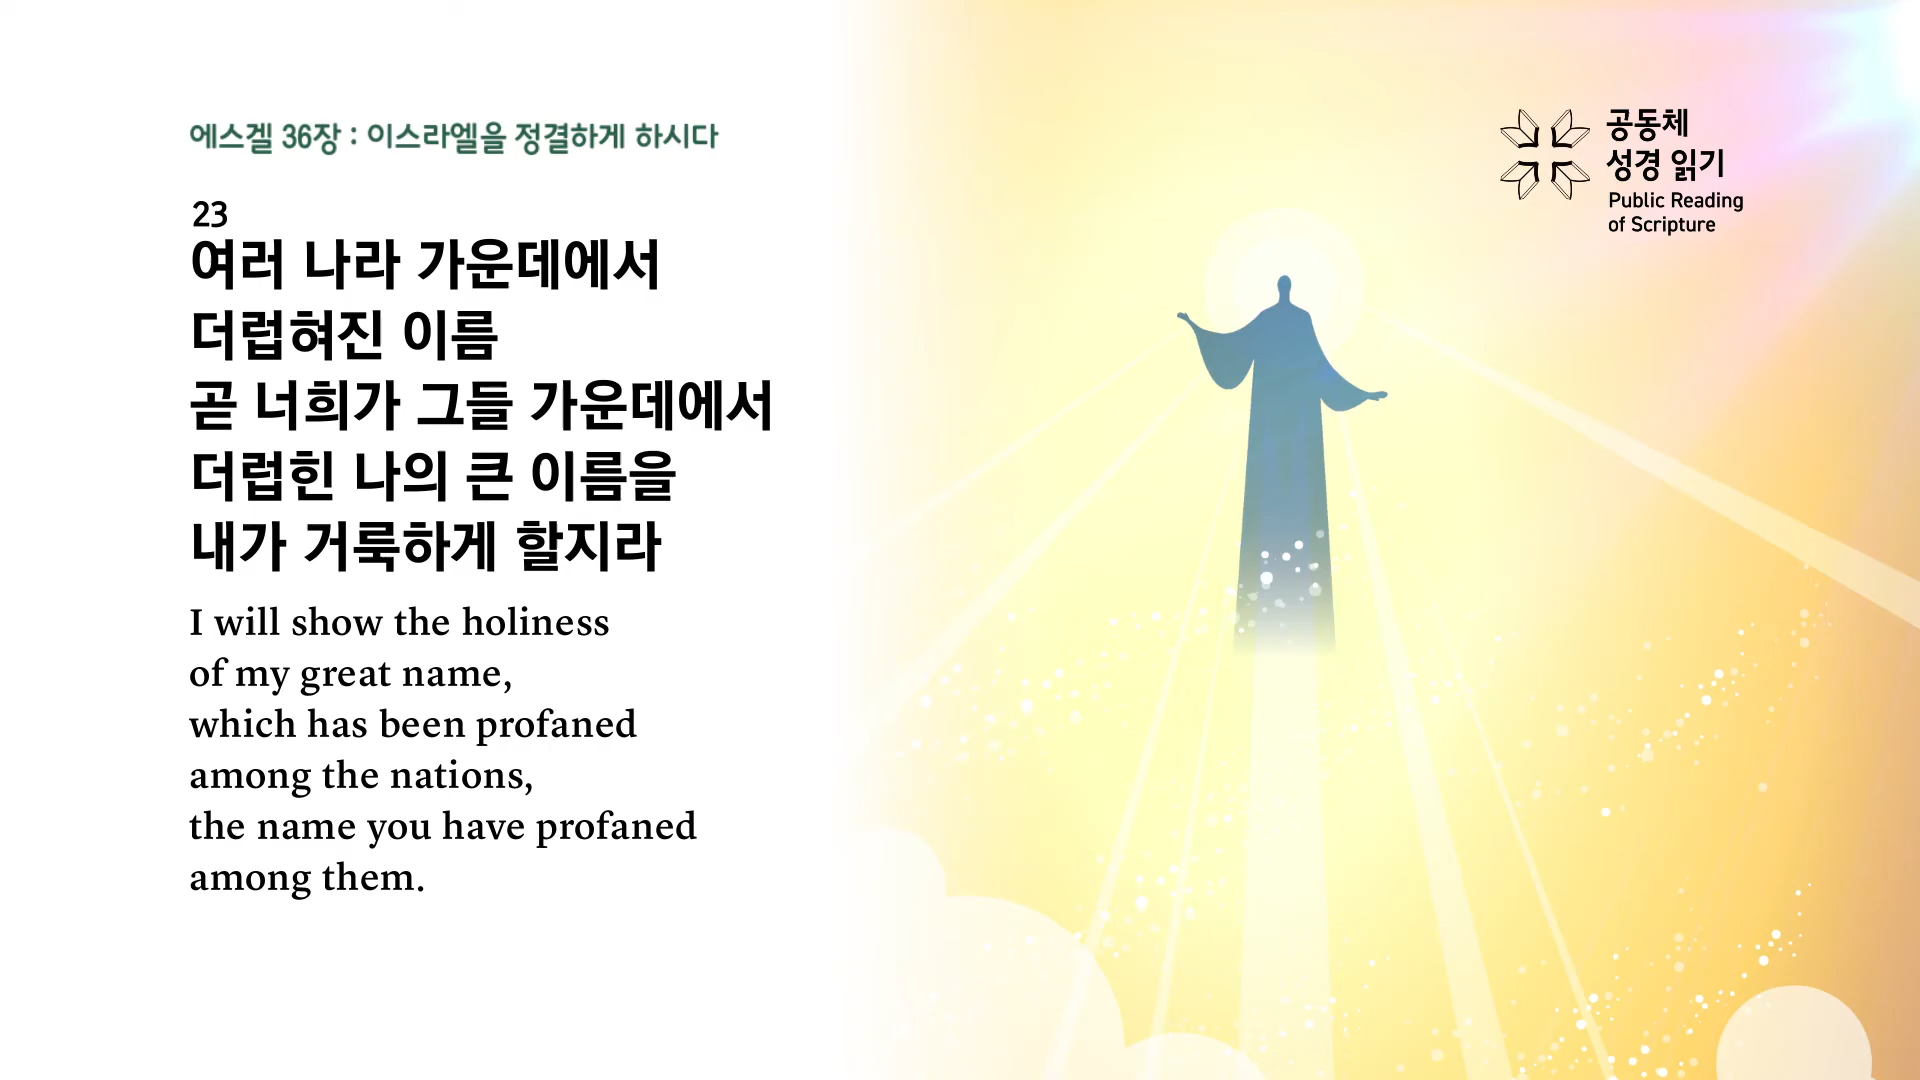 에스겔 36장 : 이스라엘을 정결하게 하시다
23
여러 나라 가운데에서
더럽혀진 이름
곧 너희가 그들 가운데에서
더럽힌 나의 큰 이름을
내가 거룩하게 할지라
I will show the holiness
of my great name,
which has been profaned
among the nations,
the name you have profaned
among them.
공동체
성경 읽기
Public Reading
of Scripture